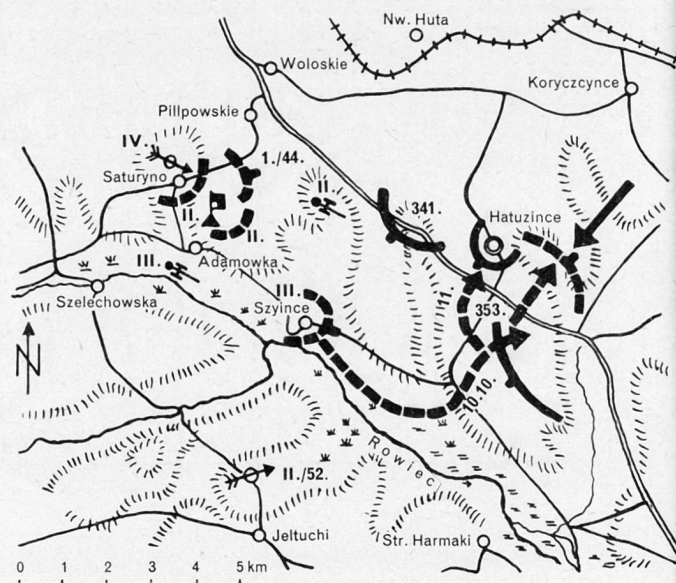 Nw. Huta
Woloskie
Koryczcynce
Pillpowskie
IV.
1./44.
Saturyno
II.
II.
II.
341.
Hatuzince
Adamowka
III.
Szelechowska
III.
Szyince
11.
353.
N
10.10.
Rowiec
II./52.
Jeltuchi
Str. Harmaki
0 1 2 3 4 5 km